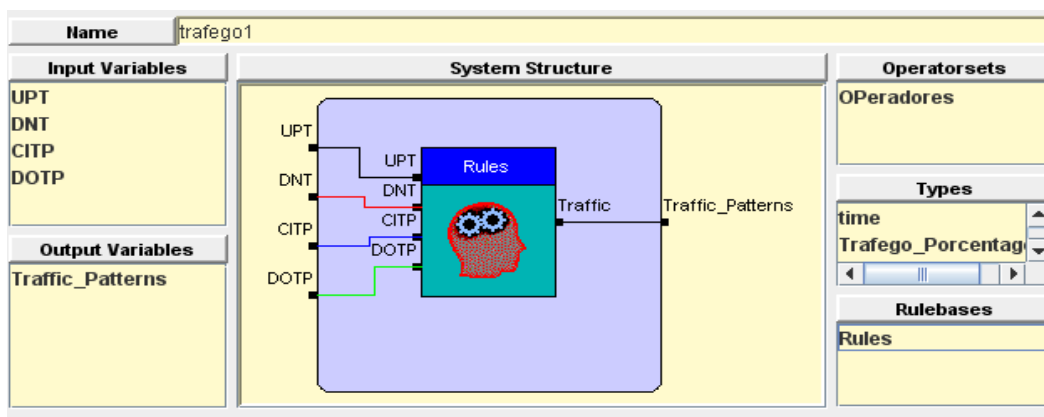 Name
trafego1
Input Variables
UPT
DNT
CITP
DOTP
Output Variables
Traffic_Patterns
System Structure
UPT
DNT
CITP
DOTP
UPT
DNT
CITP
DOTP
Rules
Traffic
Traffic_Patterns
Operatorsets
OPeradores
Types
time
Trafego_Porcentag
Rulebases
Rules